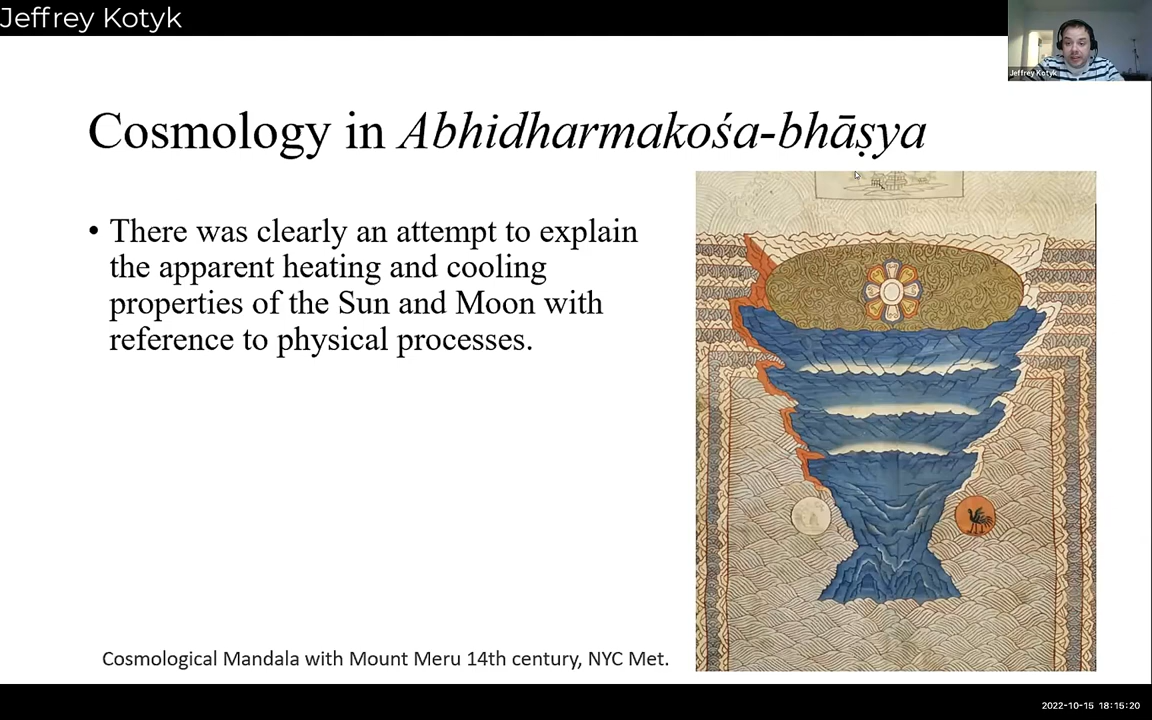 Jeffrey Kotyk
Jeffrey Kotyk
Cosmology in Abhidharmakośa-bhāṣya
• There was clearly an attempt to explain
the apparent heating and cooling
properties of the Sun and Moon with
reference to physical processes.
Cosmological Mandala with Mount Meru 14th century, NYC Met.
2022-10-15 18:15:20